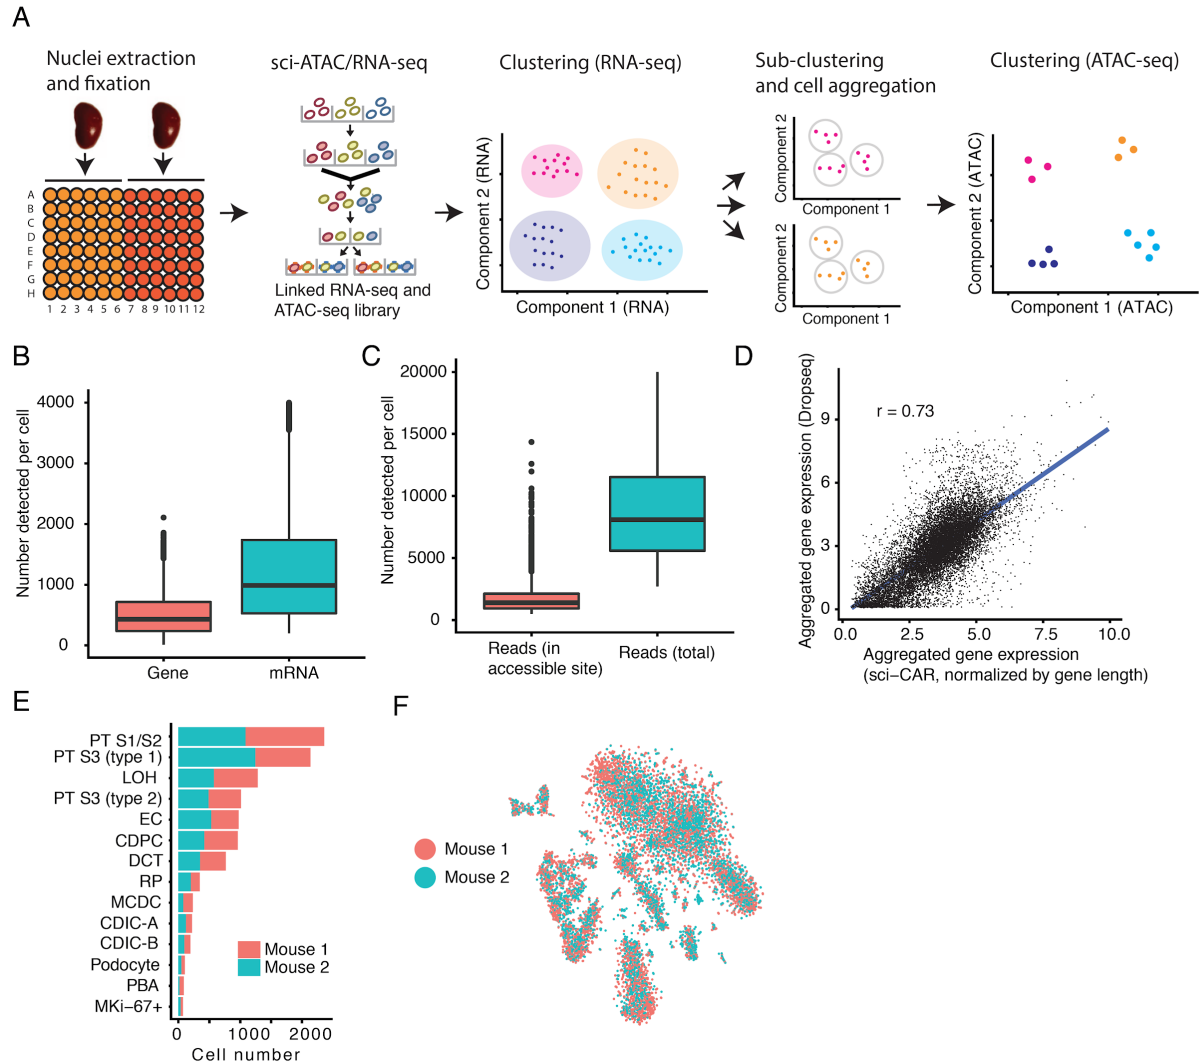 A
Nuclei extraction
and fixation
sci-ATAC/RNA-seq
Clustering (RNA-seq)
Sub-clustering
and cell aggregation
Clustering (ATAC-seq)
A
B
C
D
E
F
G
H
1 2 3 4 5 6 7 8 9 10 11 12
Linked RNA-seq and
ATAC-seq library
Component 2 (RNA)
Component 1 (RNA)
Component 2
Component 1
Component 2
Component 1
Component 2 (ATAC)
Component 1 (ATAC)
B
Number detected per cell
4000
3000
2000
1000
0
Gene
mRNA
C
Number detected per cell
20000
15000
10000
5000
0
Reads (in
accessible site)
Reads (total)
D
Aggregated gene expression (Dropseq)
r = 0.73
9
6
3
0
0.0
2.5
5.0
7.5
10.0
Aggregated gene expression
(sci−CAR, normalized by gene length)
E
PT S1/S2
PT S3 (type 1)
LOH
PT S3 (type 2)
EC
CDPC
DCT
RP
MCDC
CDIC-A
CDIC-B
Podocyte
PBA
MKi−67+
Mouse 1
Mouse 2
0
1000
2000
Cell number
F
Mouse 1
Mouse 2